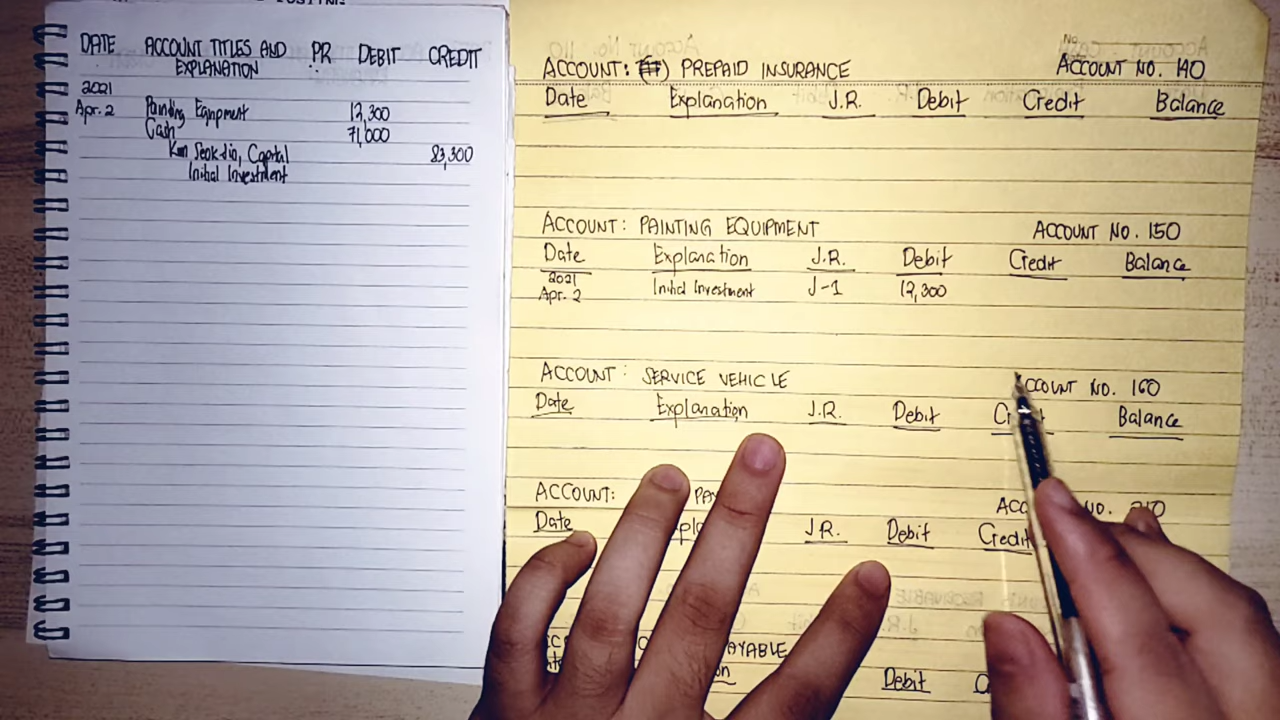 DATE ACCOUNT TITLES AND EXPLANATION PR DEBIT CREDIT
2021
Apr. 2 Painting Equipment 12,300
Cash 71,000
Kim Seok-Jin, Capital 83,300
Initial Investment
ACCOUNT: PREPAID INSURANCE ACCOUNT NO. 140
Date Explanation J.R. Debit Credit Balance
ACCOUNT: PAINTING EQUIPMENT ACCOUNT NO. 150
Date Explanation J.R. Debit Credit Balance
2021
Apr. 2 Initial Investment J-1 12,300
ACCOUNT: SERVICE VEHICLE ACCOUNT NO. 160
Date Explanation J.R. Debit Credit Balance
ACCOUNT:
Date J.R. Debit Credit
PAYABLE
Debit